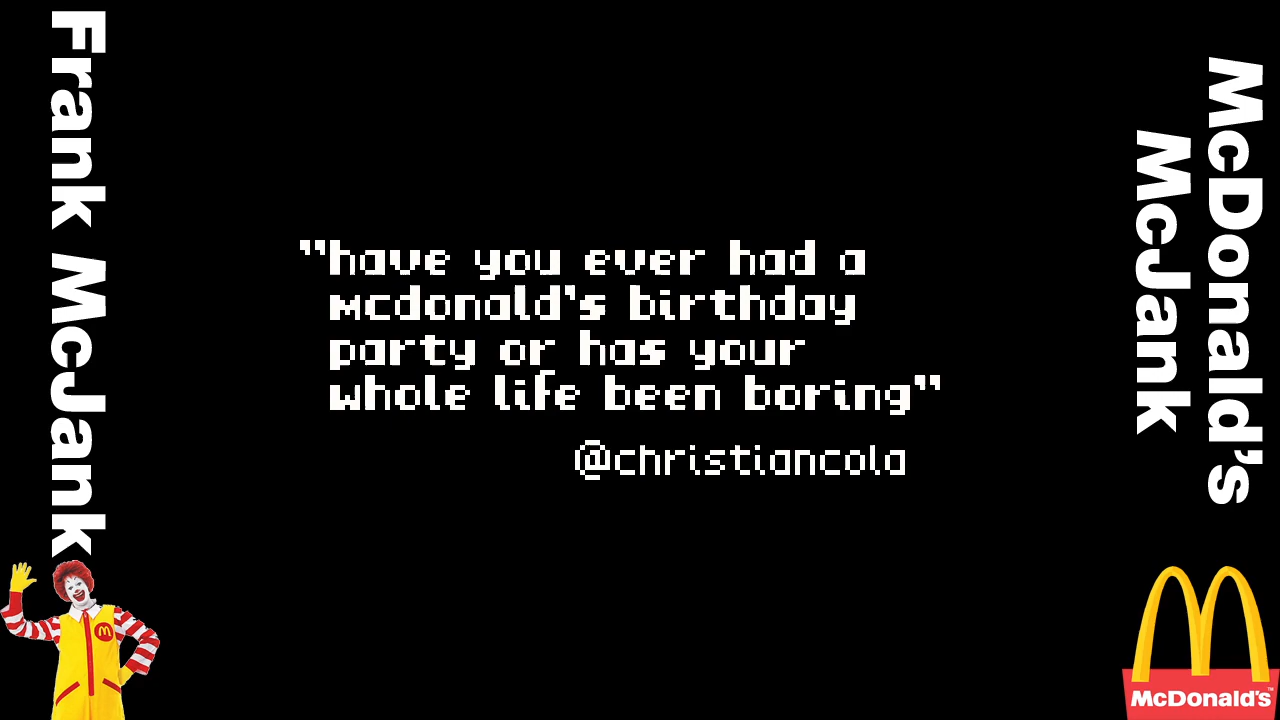 Frank McJank
"have you ever had a
mcdonald's birthday
party or has your
whole life been boring"
@christiancola
McDonald's
McJank
McDonald's™